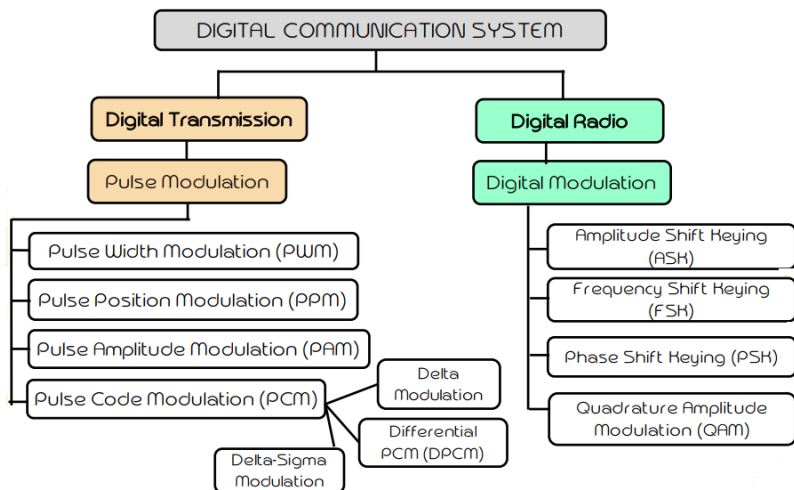 DIGITAL COMMUNICATION SYSTEM
Digital Transmission
Digital Radio
Pulse Modulation
Digital Modulation
Pulse Width Modulation (PWM)
Pulse Position Modulation (PPM)
Pulse Amplitude Modulation (PAM)
Pulse Code Modulation (PCM)
Delta
Modulation
Differential
PCM (DPCM)
Delta-Sigma
Modulation
Amplitude Shift Keying
(ASK)
Frequency Shift Keying
(FSK)
Phase Shift Keying (PSK)
Quadrature Amplitude
Modulation (QAM)